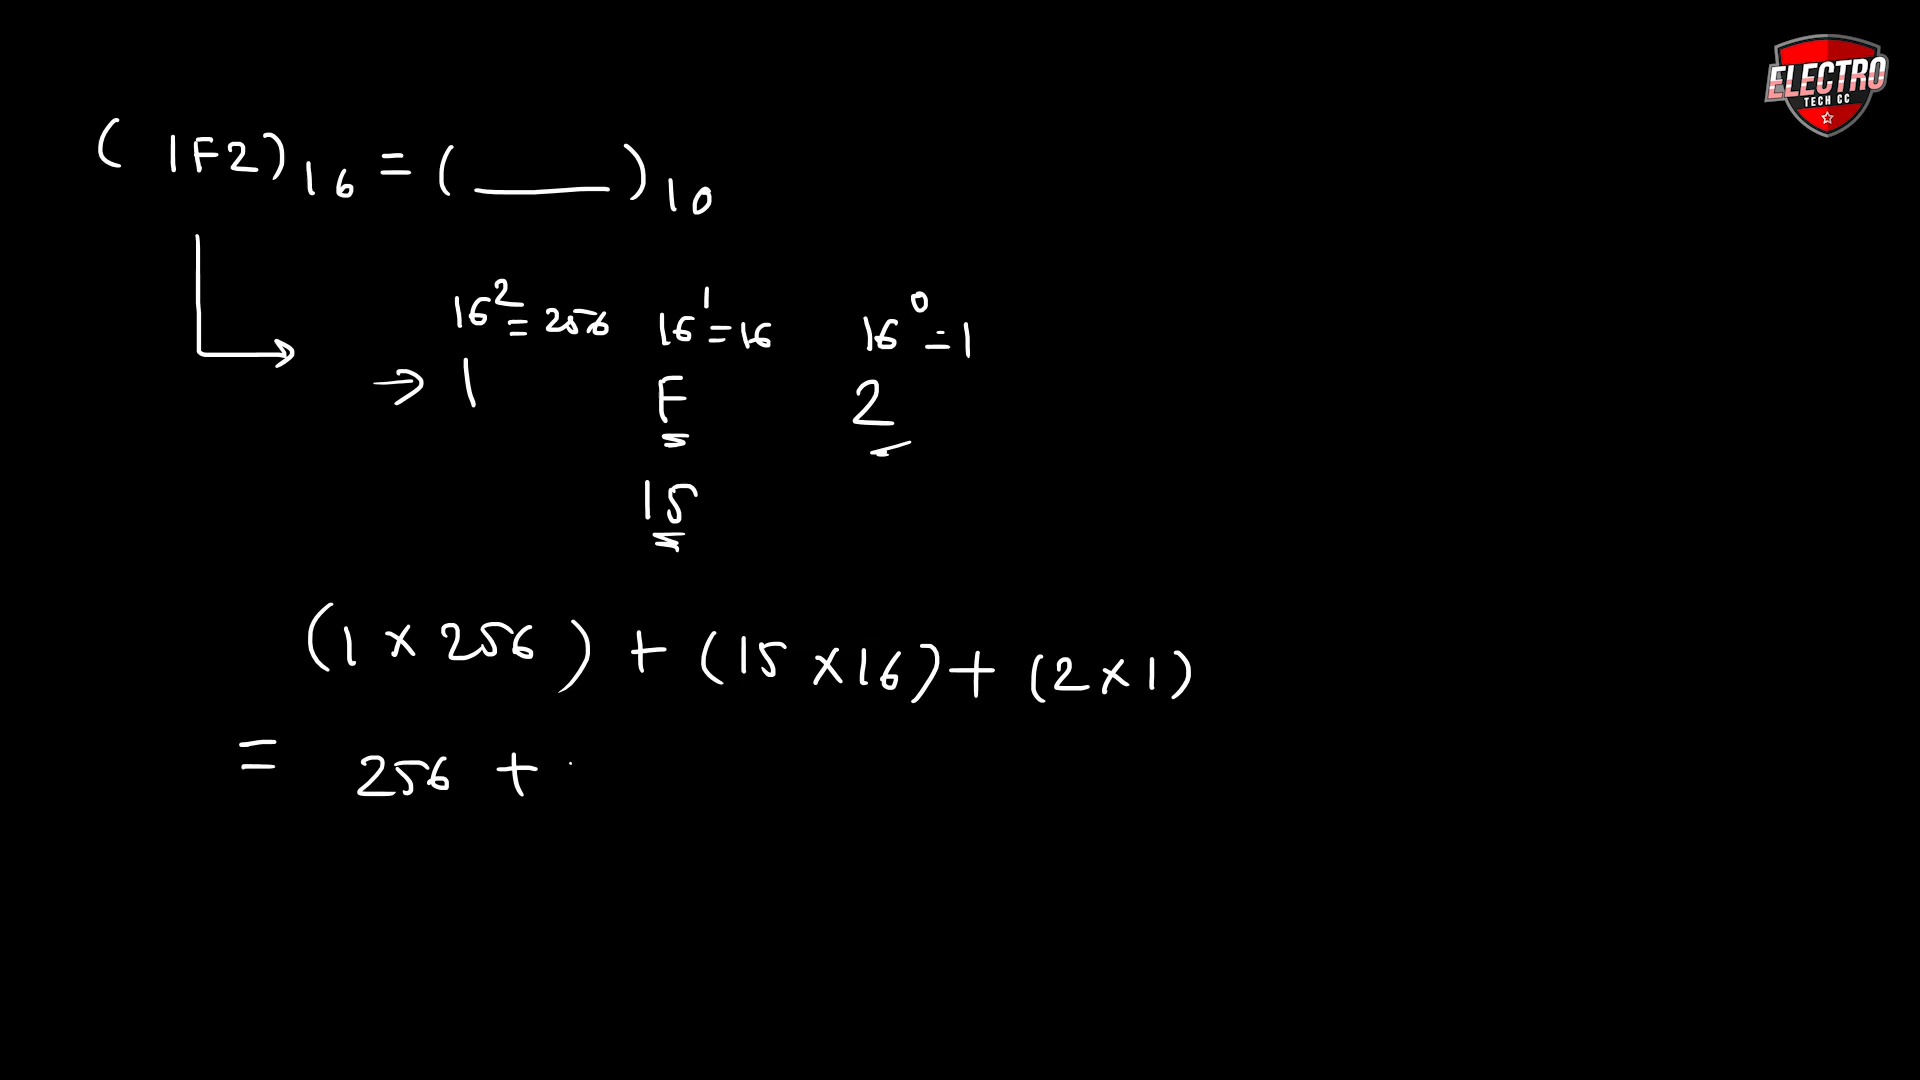 ELECTRO
TECH CC
( 1F2)₁₆ = ( ____ )₁₀
16² = 256 16¹ = 16 16⁰ = 1
→ 1 F 2
15
(1 × 256) + (15 × 16) + (2 × 1)
= 256 +